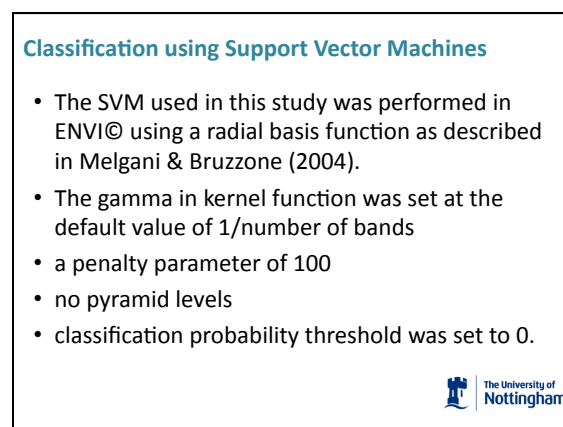 Classification using Support Vector Machines
• The SVM used in this study was performed in
ENVI© using a radial basis function as described
in Melgani & Bruzzone (2004).
• The gamma in kernel function was set at the
default value of 1/number of bands
• a penalty parameter of 100
• no pyramid levels
• classification probability threshold was set to 0.
The University of
Nottingham